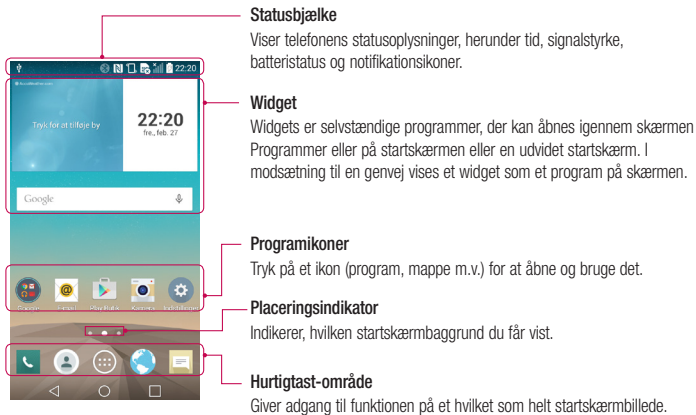 Statusbjælke
Viser telefonens statusoplysninger, herunder tid, signalstyrke,
batteristatus og notifikationsikoner.
22:20
Widget
Widgets er selvstændige programmer, der kan åbnes igennem skærmen
Programmer eller på startskærmen eller en udvidet startskærm. I
modsætning til en genvej vises et widget som et program på skærmen.
Tryk for at tilføje by
22:20
fre., feb. 27
Google
Programikoner
Tryk på et ikon (program, mappe m.v.) for at åbne og bruge det.
Placeringsindikator
Indikerer, hvilken startskærmbaggrund du får vist.
Hurtigtast-område
Giver adgang til funktionen på et hvilket som helt startskærmbillede.